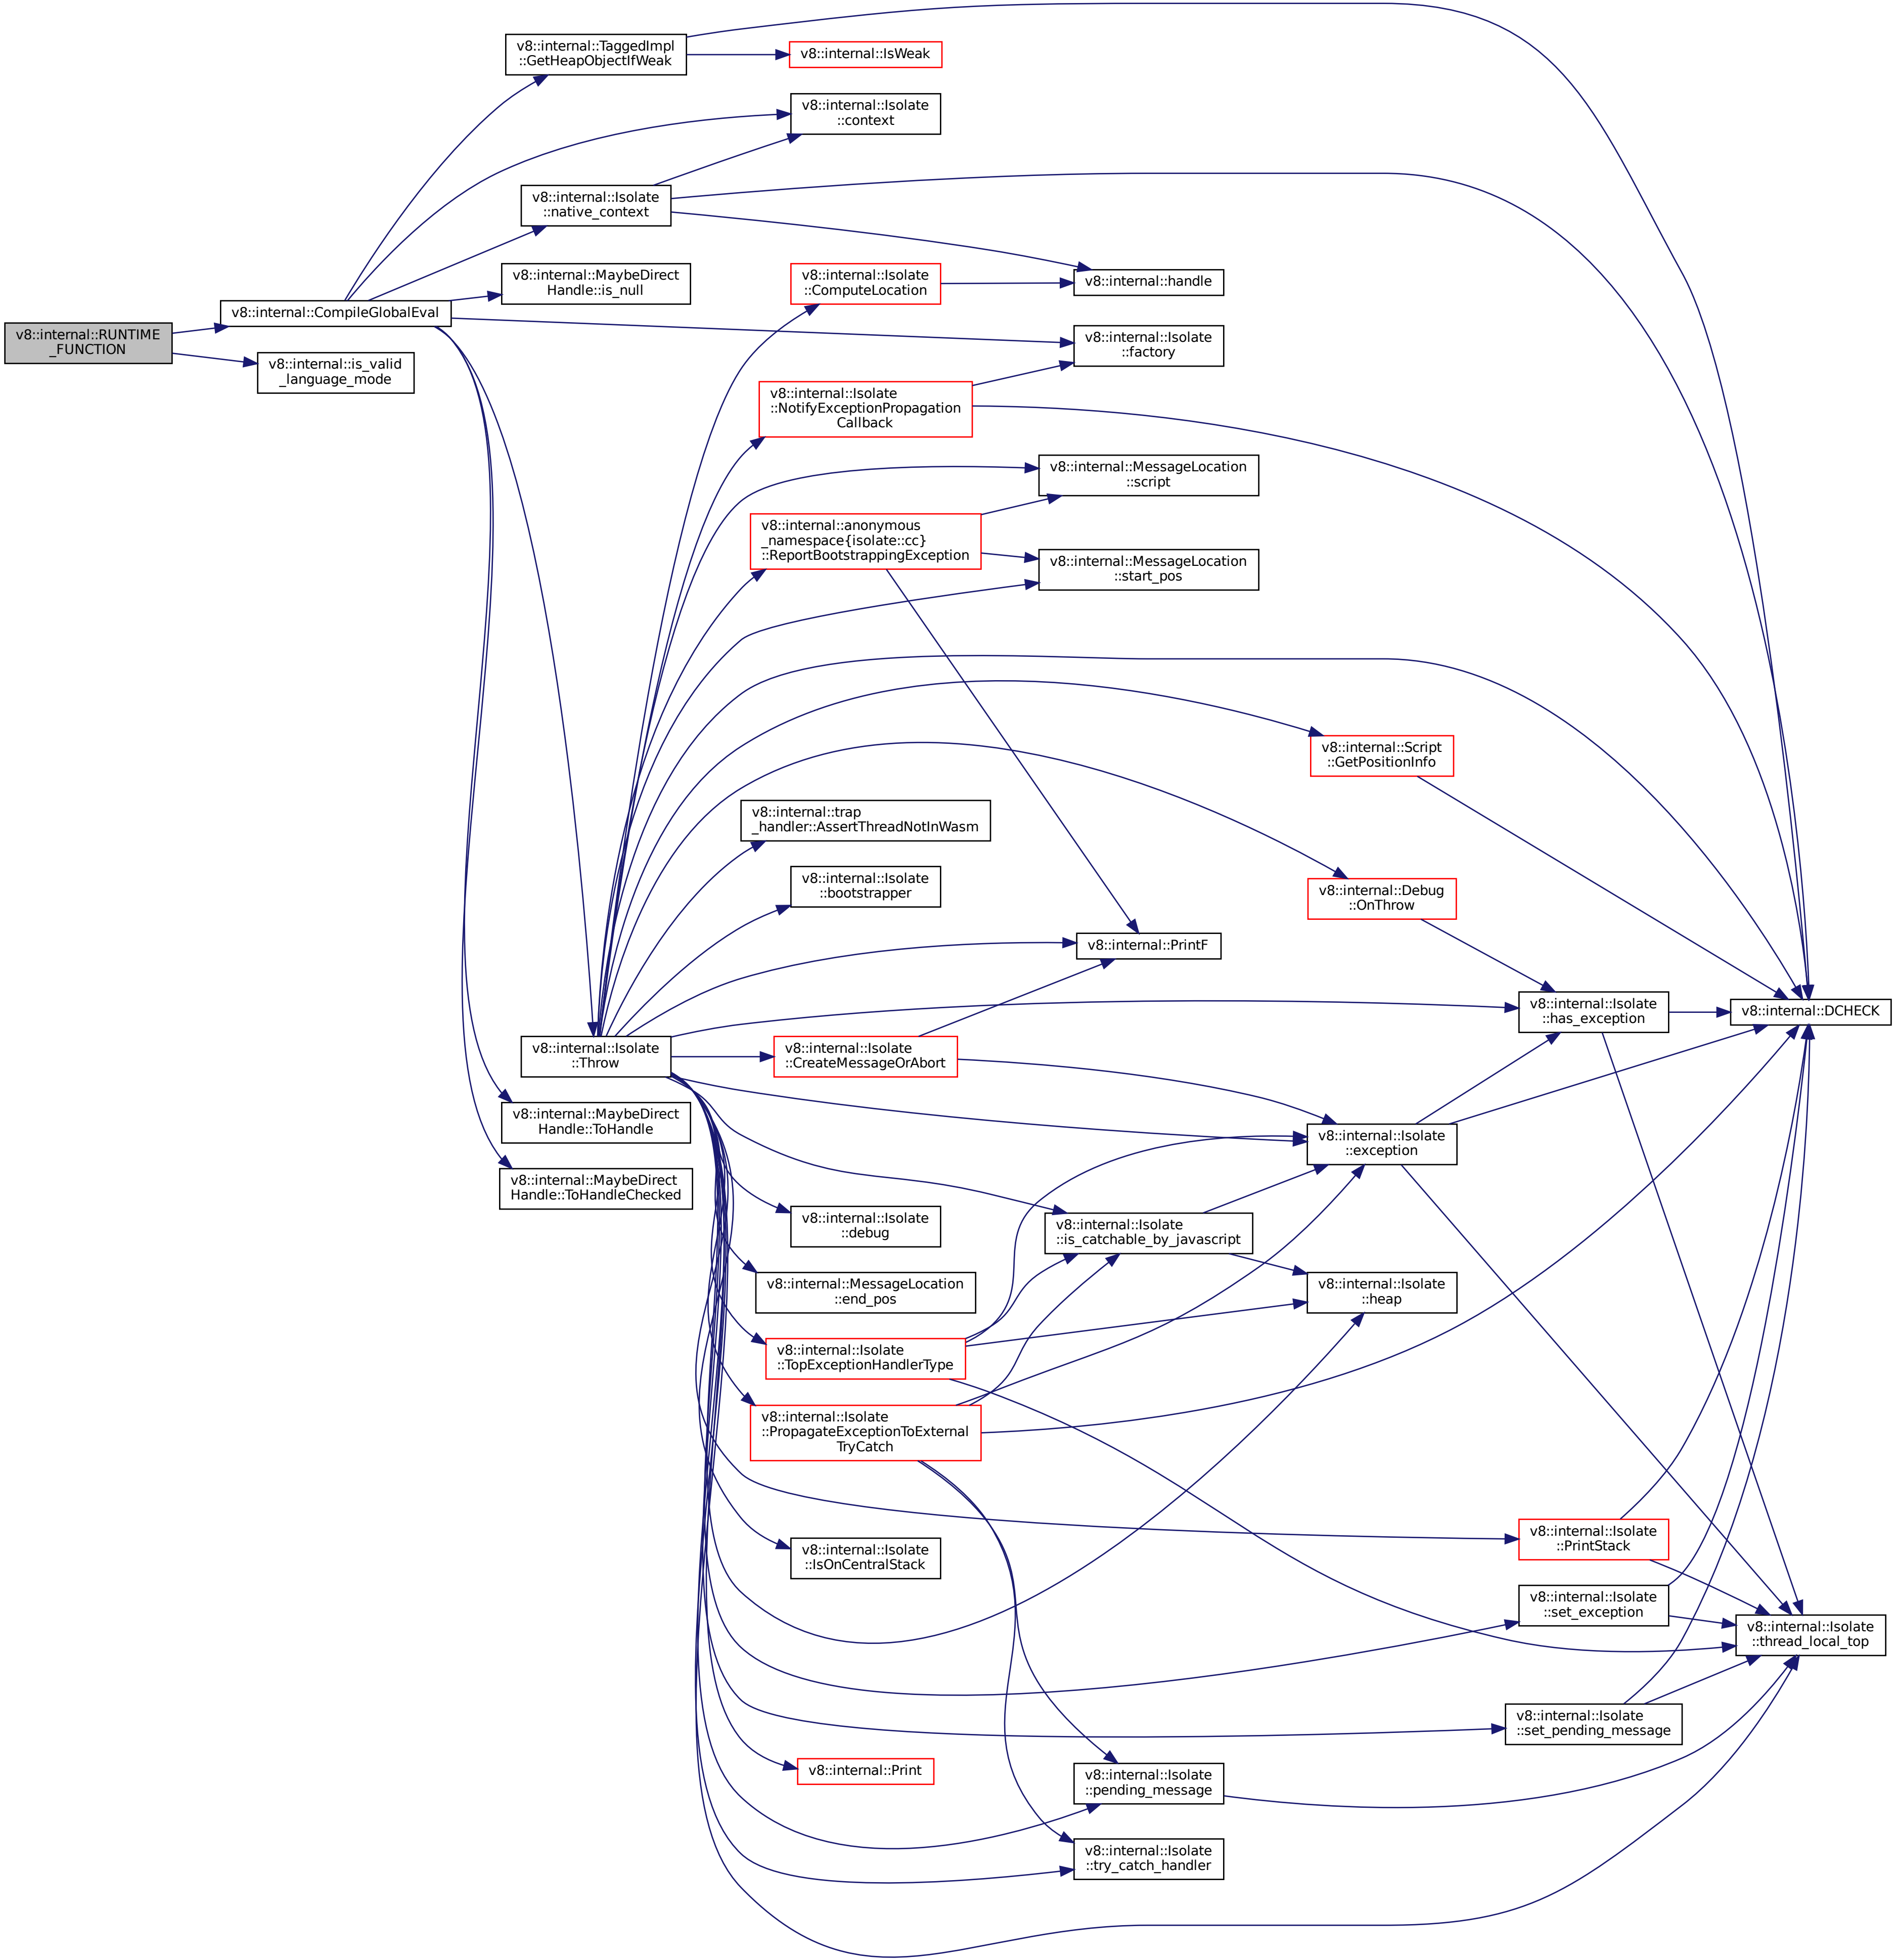 v8::internal::TaggedImpl
::GetHeapObjectIfWeak
v8::internal::IsWeak
v8::internal::Isolate
::context
v8::internal::Isolate
::native_context
v8::internal::MaybeDirect
Handle::is_null
v8::internal::Isolate
::ComputeLocation
v8::internal::handle
v8::internal::CompileGlobalEval
v8::internal::RUNTIME
_FUNCTION
v8::internal::Isolate
::factory
v8::internal::is_valid
_language_mode
v8::internal::Isolate
::NotifyExceptionPropagation
Callback
v8::internal::MessageLocation
::script
v8::internal::anonymous
_namespace{isolate::cc}
::ReportBootstrappingException
v8::internal::MessageLocation
::start_pos
v8::internal::Script
::GetPositionInfo
v8::internal::trap
_handler::AssertThreadNotInWasm
v8::internal::Isolate
::bootstrapper
v8::internal::Debug
::OnThrow
v8::internal::PrintF
v8::internal::Isolate
::has_exception
v8::internal::DCHECK
v8::internal::Isolate
::Throw
v8::internal::Isolate
::CreateMessageOrAbort
v8::internal::MaybeDirect
Handle::ToHandle
v8::internal::Isolate
::exception
v8::internal::MaybeDirect
Handle::ToHandleChecked
v8::internal::Isolate
::debug
v8::internal::Isolate
::is_catchable_by_javascript
v8::internal::MessageLocation
::end_pos
v8::internal::Isolate
::heap
v8::internal::Isolate
::TopExceptionHandlerType
v8::internal::Isolate
::PropagateExceptionToExternal
TryCatch
v8::internal::Isolate
::IsOnCentralStack
v8::internal::Isolate
::PrintStack
v8::internal::Isolate
::set_exception
v8::internal::Isolate
::thread_local_top
v8::internal::Isolate
::set_pending_message
v8::internal::Print
v8::internal::Isolate
::pending_message
v8::internal::Isolate
::try_catch_handler